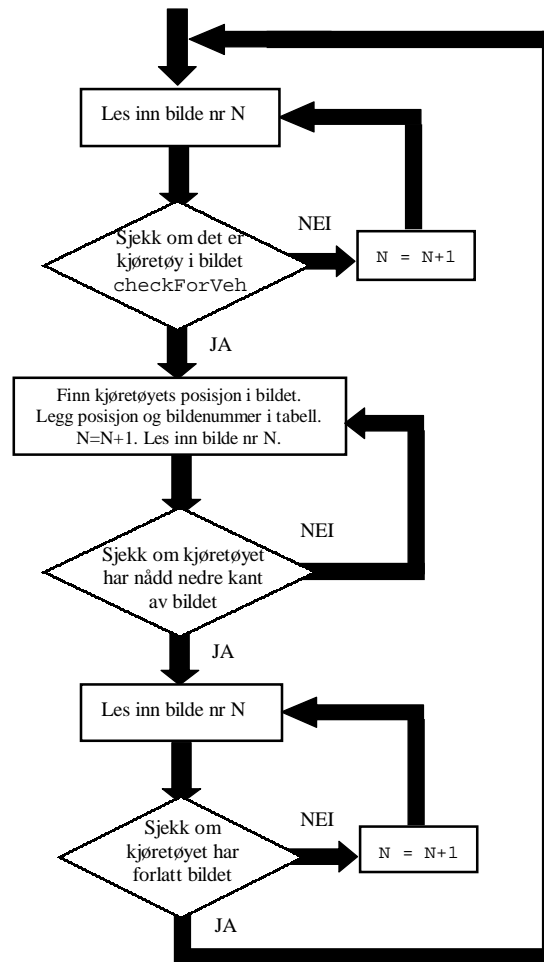 Les inn bilde nr N
NEI
Sjekk om det er
kjøretøy i bildet
checkForVeh
N = N+1
JA
Finn kjøretøyets posisjon i bildet.
Legg posisjon og bildenummer i tabell.
N=N+1. Les inn bilde nr N.
NEI
Sjekk om kjøretøyet
har nådd nedre kant
av bildet
JA
Les inn bilde nr N
NEI
Sjekk om
kjøretøyet har
forlatt bildet
N = N+1
JA